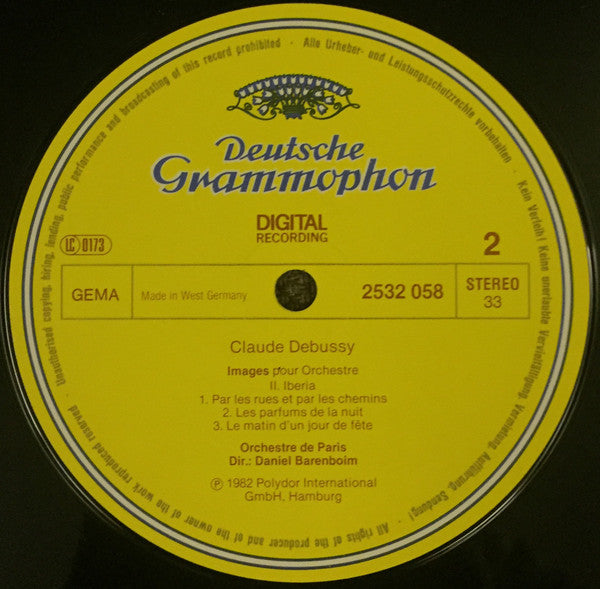 Deutsche
Grammophon
DIGITAL
RECORDING
LC 0173
2
GEMA
Made in West Germany
2532 058
STEREO
33
Claude Debussy
Images pour Orchestre
II. Iberia
1. Par les rues et par les chemins
2. Les parfums de la nuit
3. Le matin d'un jour de fête
Orchestre de Paris
Dir.: Daniel Barenboim
℗ 1982 Polydor International
GmbH, Hamburg
Alle Urheber- und Leistungsschutzrechte vorbehalten · Kein Verleih! Keine unerlaubte Vervielfältigung, Vermietung, Aufführung, Sendung! · All rights of the producer and of the owner of the work reproduced reserved · Unauthorised copying, hiring, lending, public performance and broadcasting of this record prohibited ·